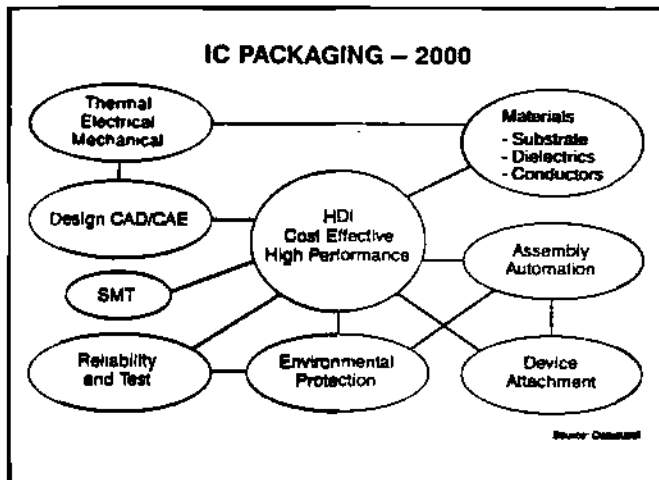 IC PACKAGING – 2000
Thermal
Electrical
Mechanical
Materials
- Substrate
- Dielectrics
- Conductors
Design CAD/CAE
HDI
Cost Effective
High Performance
Assembly
Automation
SMT
Reliability
and Test
Environmental
Protection
Device
Attachment
Source: